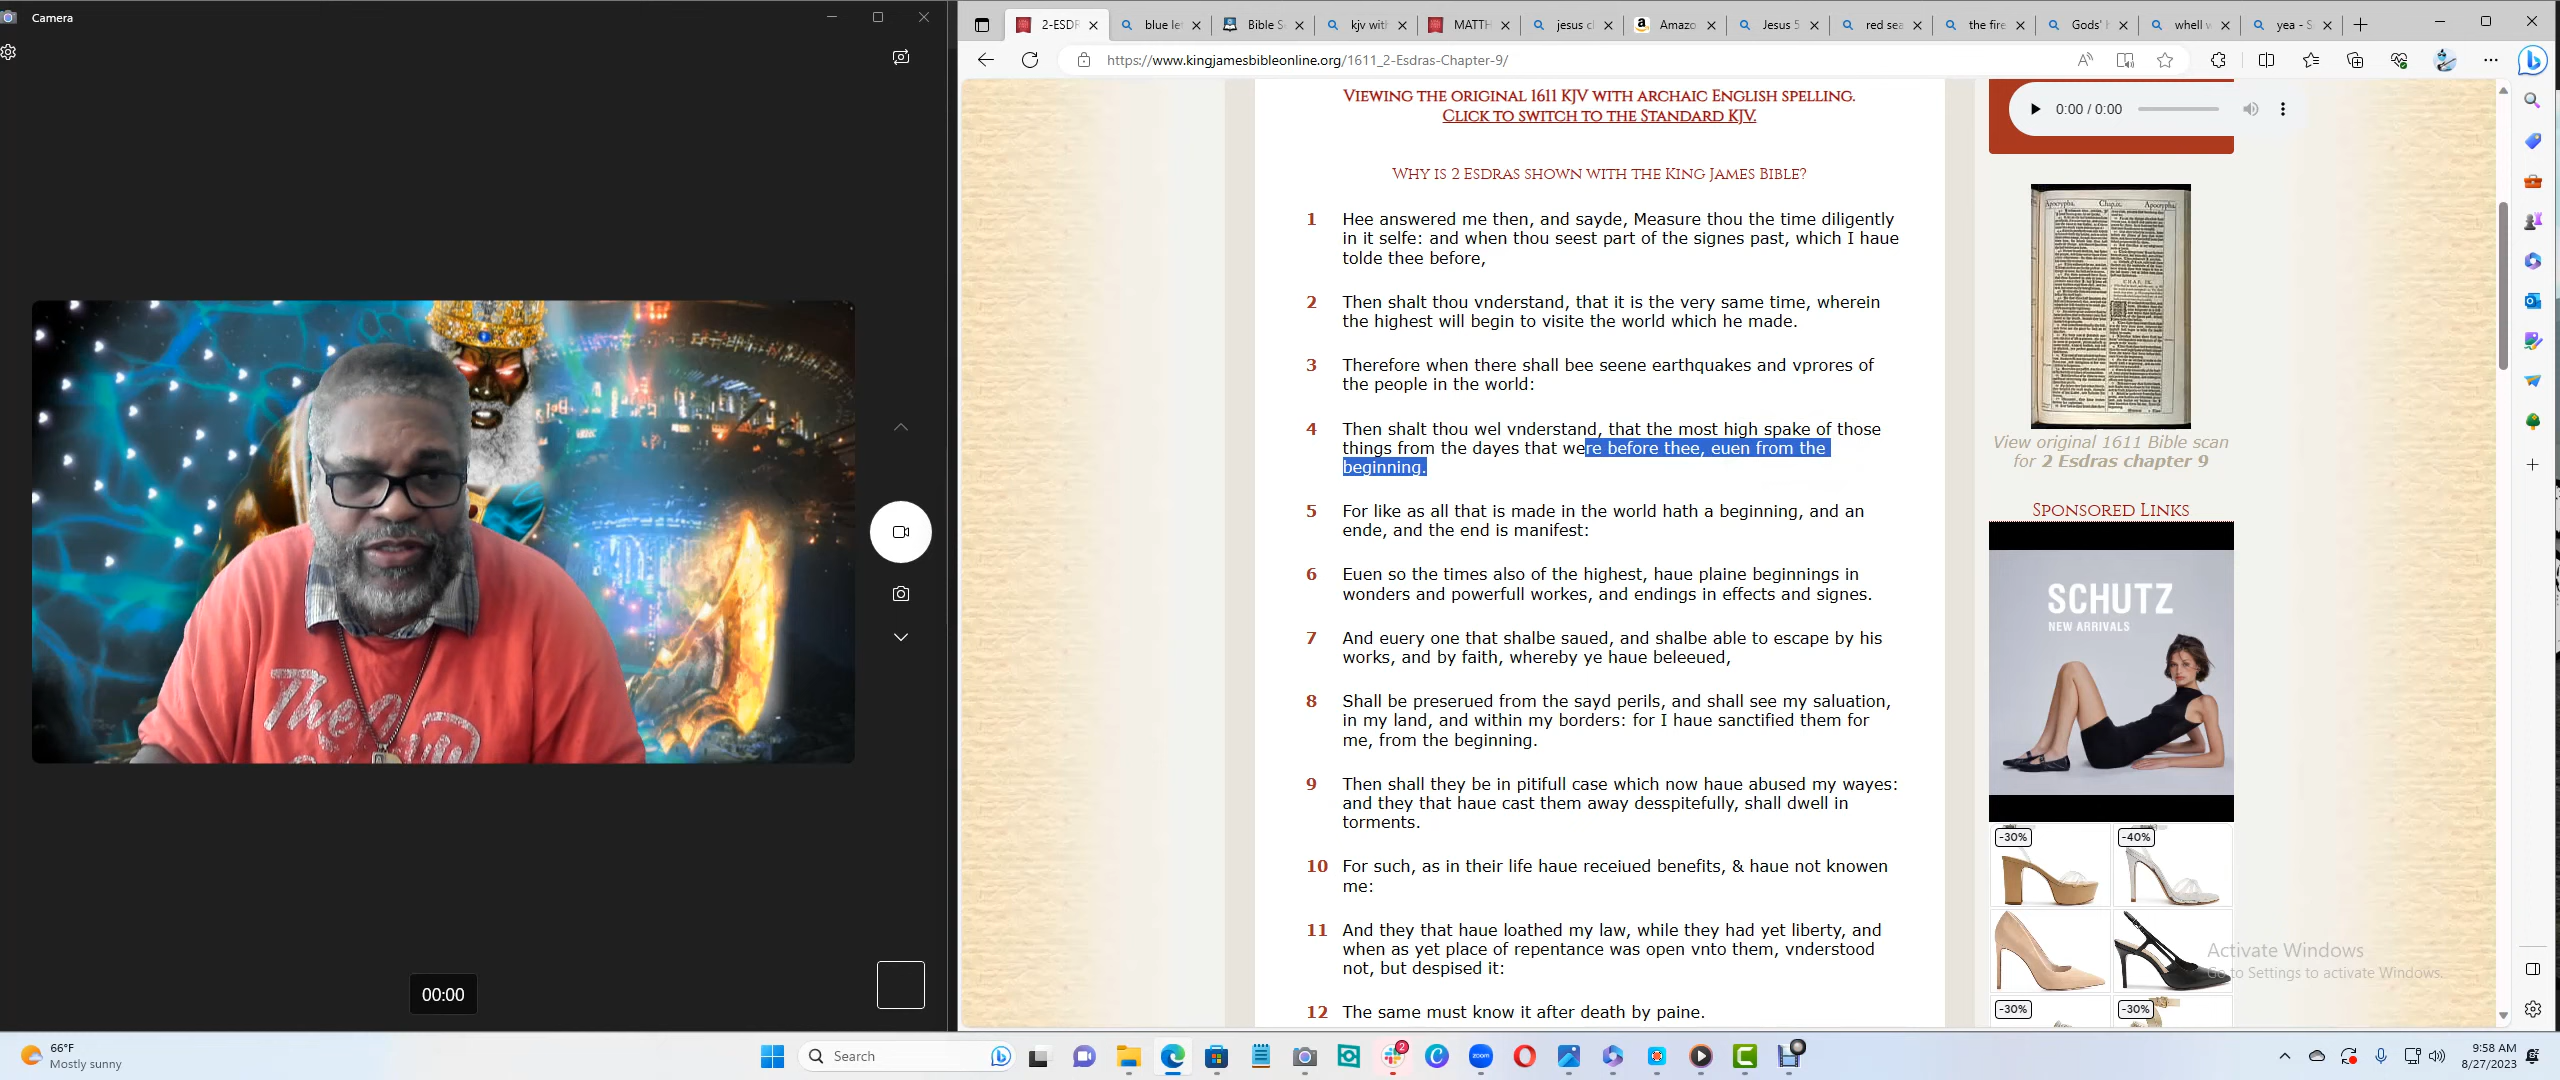 Camera
2-ESDR
blue le
Bible S
kjv with
MATTH
jesus c
Amazo
Jesus 5
red sea
the fire
Gods'
whell w
yea - S
https://www.kingjamesbibleonline.org/1611_2-Esdras-Chapter-9/
Viewing the original 1611 KJV with archaic English spelling.
Click to switch to the Standard KJV.
Why is 2 Esdras shown with the King James Bible?
1 Hee answered me then, and sayde, Measure thou the time diligently
in it selfe: and when thou seest part of the signes past, which I haue
tolde thee before,
2 Then shalt thou vnderstand, that it is the very same time, wherein
the highest will begin to visite the world which he made.
3 Therefore when there shall bee seene earthquakes and vprores of
the people in the world:
4 Then shalt thou wel vnderstand, that the most high spake of those
things from the dayes that were before thee, euen from the
beginning.
5 For like as all that is made in the world hath a beginning, and an
ende, and the end is manifest:
6 Euen so the times also of the highest, haue plaine beginnings in
wonders and powerfull workes, and endings in effects and signes.
7 And euery one that shalbe saued, and shalbe able to escape by his
works, and by faith, whereby ye haue beleeued,
8 Shall be preserued from the sayd perils, and shall see my saluation,
in my land, and within my borders: for I haue sanctified them for
me, from the beginning.
9 Then shall they be in pitifull case which now haue abused my wayes:
and they that haue cast them away desspitefully, shall dwell in
torments.
10 For such, as in their life haue receiued benefits, & haue not knowen
me:
11 And they that haue loathed my law, while they had yet liberty, and
when as yet place of repentance was open vnto them, vnderstood
not, but despised it:
12 The same must know it after death by paine.
0:00 / 0:00
Apocrypha. Chap.ix. Apocrypha.
View original 1611 Bible scan
for 2 Esdras chapter 9
Sponsored Links
SCHUTZ
NEW ARRIVALS
-30%
-40%
-30%
-30%
Activate Windows
Go to Settings to activate Windows.
00:00
66°F
Mostly sunny
Search
2
zoom
9:58 AM
8/27/2023